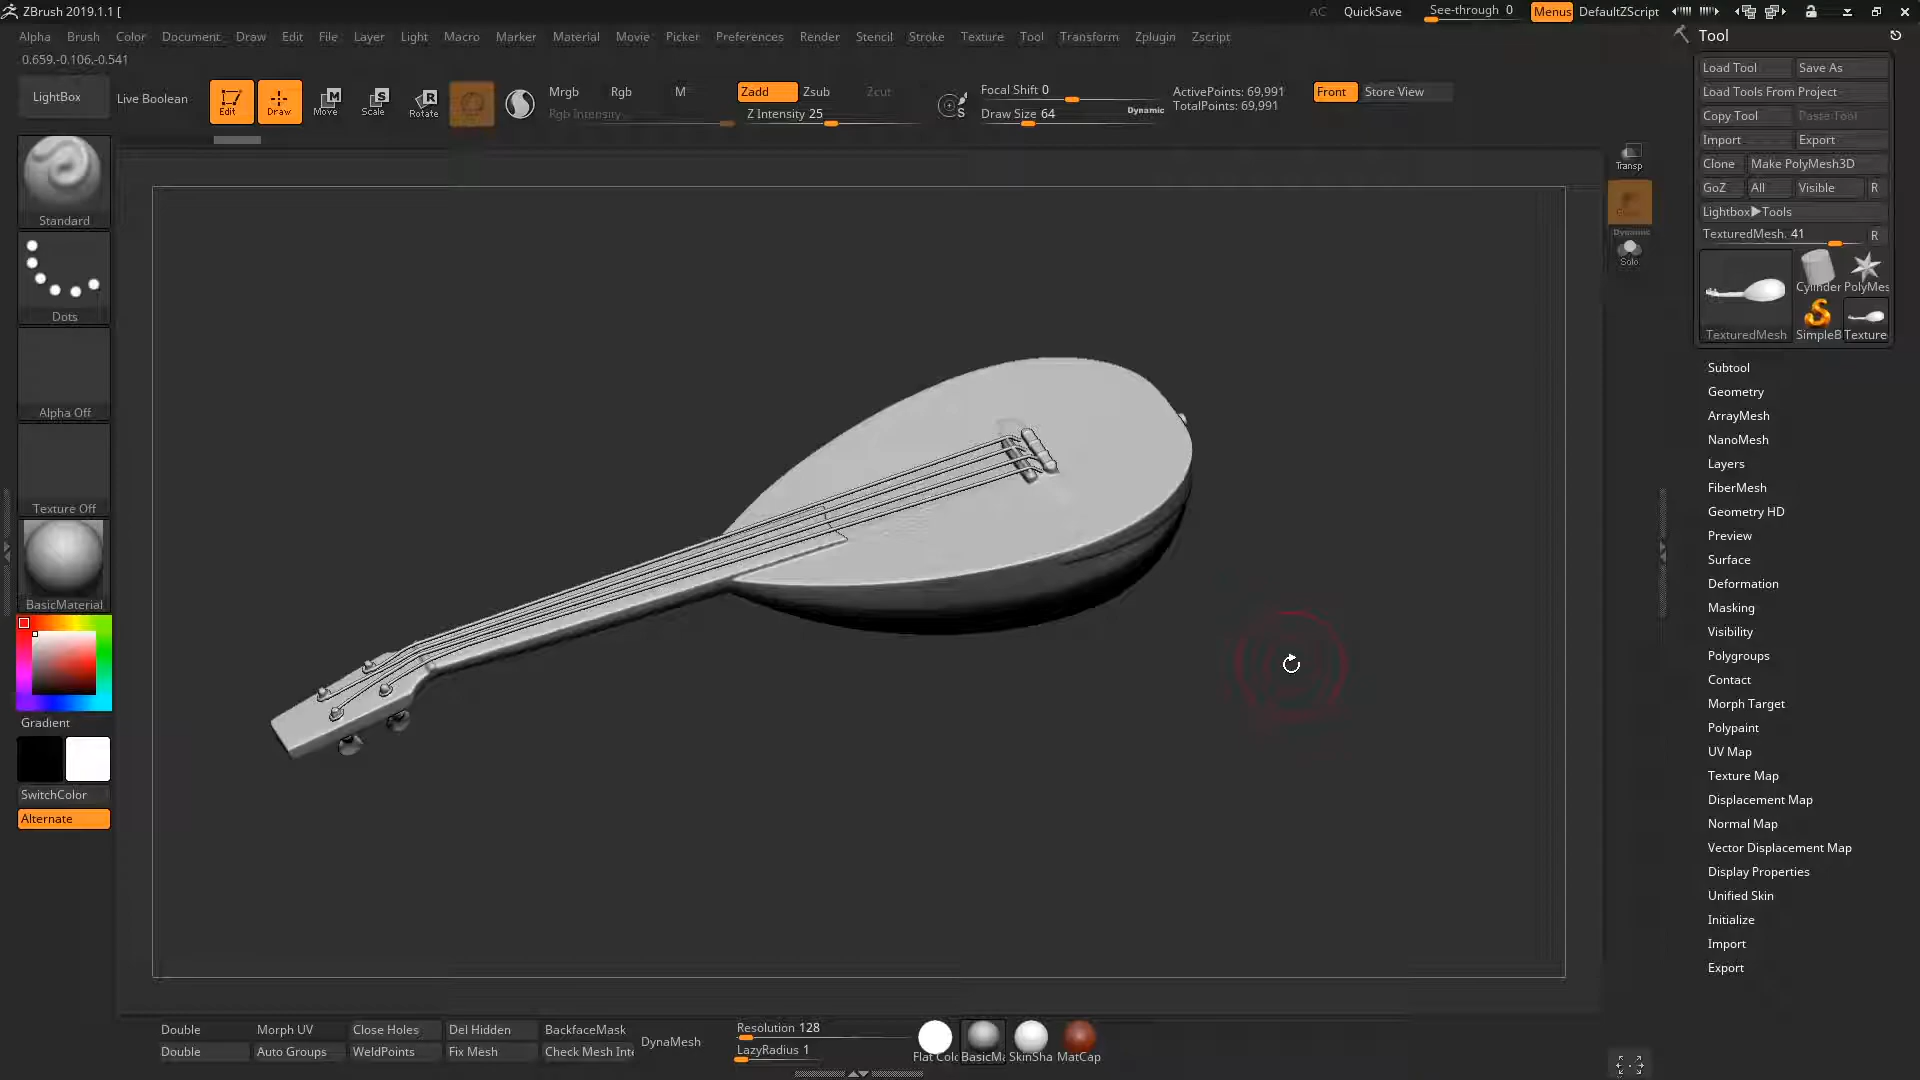 ZBrush 2019.1.1 [
AC QuickSave See-through 0 Menus DefaultZScript
Alpha Brush Color Document Draw Edit File Layer Light Macro Marker Material Movie Picker Preferences Render Stencil Stroke Texture Tool Transform Zplugin Zscript
0.659,-0.106,-0.541
LightBox
Live Boolean
Edit
Draw
Move
Scale
Rotate
Mrgb Rgb M
Rgb Intensity
Zadd Zsub Zcut
Z Intensity 25
Focal Shift 0
Draw Size 64
Dynamic
ActivePoints: 69,991
TotalPoints: 69,991
Front Store View
Standard
Dots
Alpha Off
Texture Off
BasicMaterial
Gradient
SwitchColor
Alternate
Transp
Dynamic
Solo
Tool
Load Tool Save As
Load Tools From Project
Copy Tool Paste Tool
Import Export
Clone Make PolyMesh3D
GoZ All Visible R
Lightbox▶Tools
TexturedMesh. 41 R
Cylinder PolyMes
TexturedMesh SimpleB Texture
Subtool
Geometry
ArrayMesh
NanoMesh
Layers
FiberMesh
Geometry HD
Preview
Surface
Deformation
Masking
Visibility
Polygroups
Contact
Morph Target
Polypaint
UV Map
Texture Map
Displacement Map
Normal Map
Vector Displacement Map
Display Properties
Unified Skin
Initialize
Import
Export
Double Morph UV Close Holes Del Hidden BackfaceMask
Double Auto Groups WeldPoints Fix Mesh Check Mesh Inte
DynaMesh
Resolution 128
LazyRadius 1
Flat Colo BasicMa SkinSha MatCap